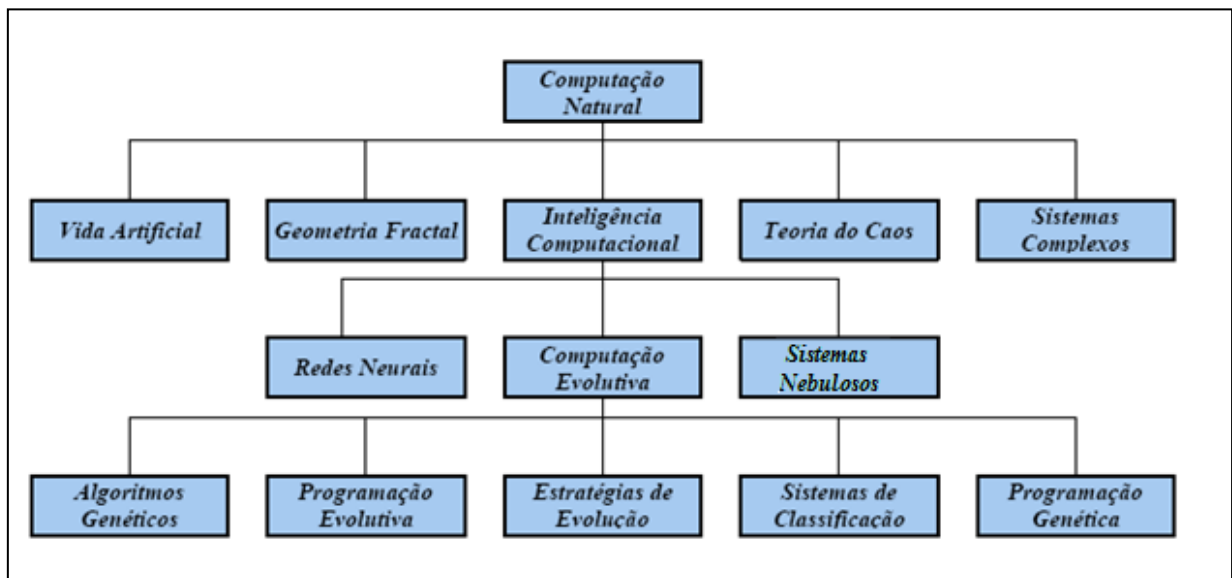 Computação
Natural
Vida Artificial
Geometria Fractal
Inteligência
Computacional
Teoria do Caos
Sistemas
Complexos
Redes Neurais
Computação
Evolutiva
Sistemas
Nebulosos
Algoritmos
Genéticos
Programação
Evolutiva
Estratégias de
Evolução
Sistemas de
Classificação
Programação
Genética